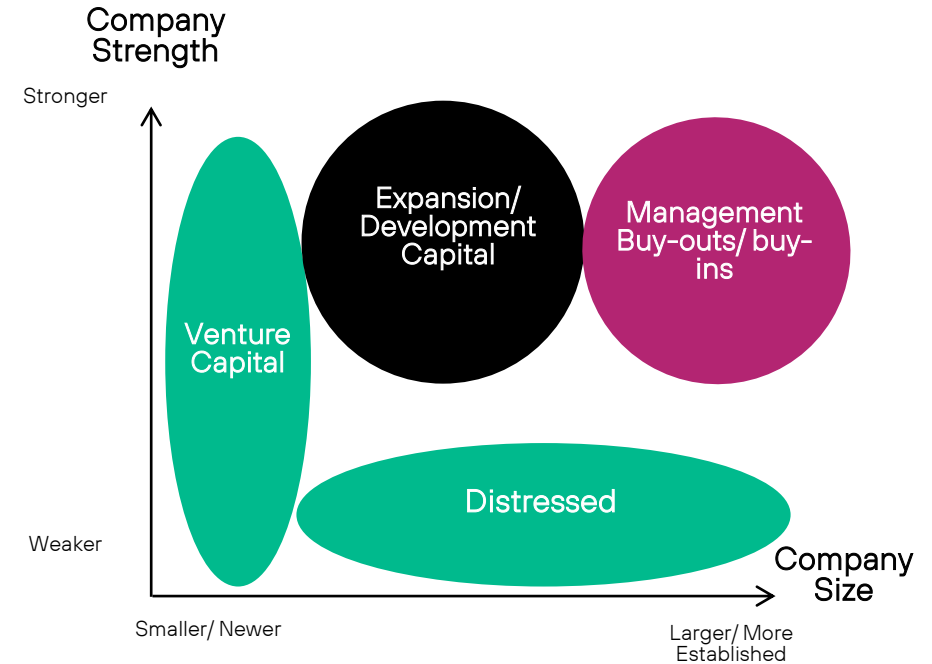 Company
Strength
Stronger
Expansion/
Development
Capital
Management
Buy-outs/ buy-
ins
Venture
Capital
Distressed
Weaker
Company
Size
Smaller/ Newer
Larger/ More
Established